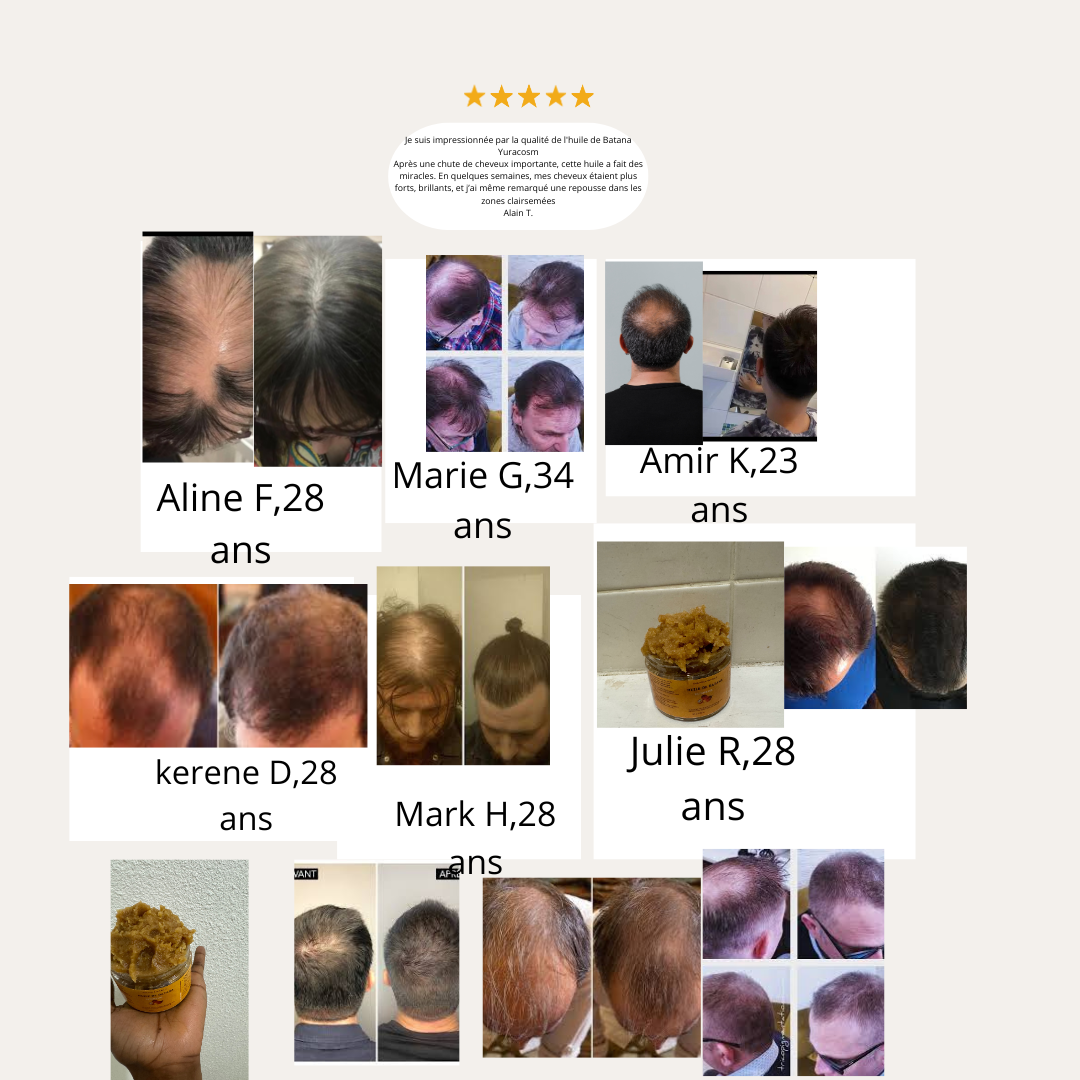 Je suis impressionnée par la qualité de l'huile de Batana
Yuracosm
Après une chute de cheveux importante, cette huile a fait des
miracles. En quelques semaines, mes cheveux étaient plus
forts, brillants, et j'ai même remarqué une repousse dans les
zones clairsemées
Alain T.
Aline F,28
ans
Marie G,34
ans
Amir K,23
ans
kerene D,28
ans
Mark H,28
ans
Julie R,28
ans
VANT
AFR